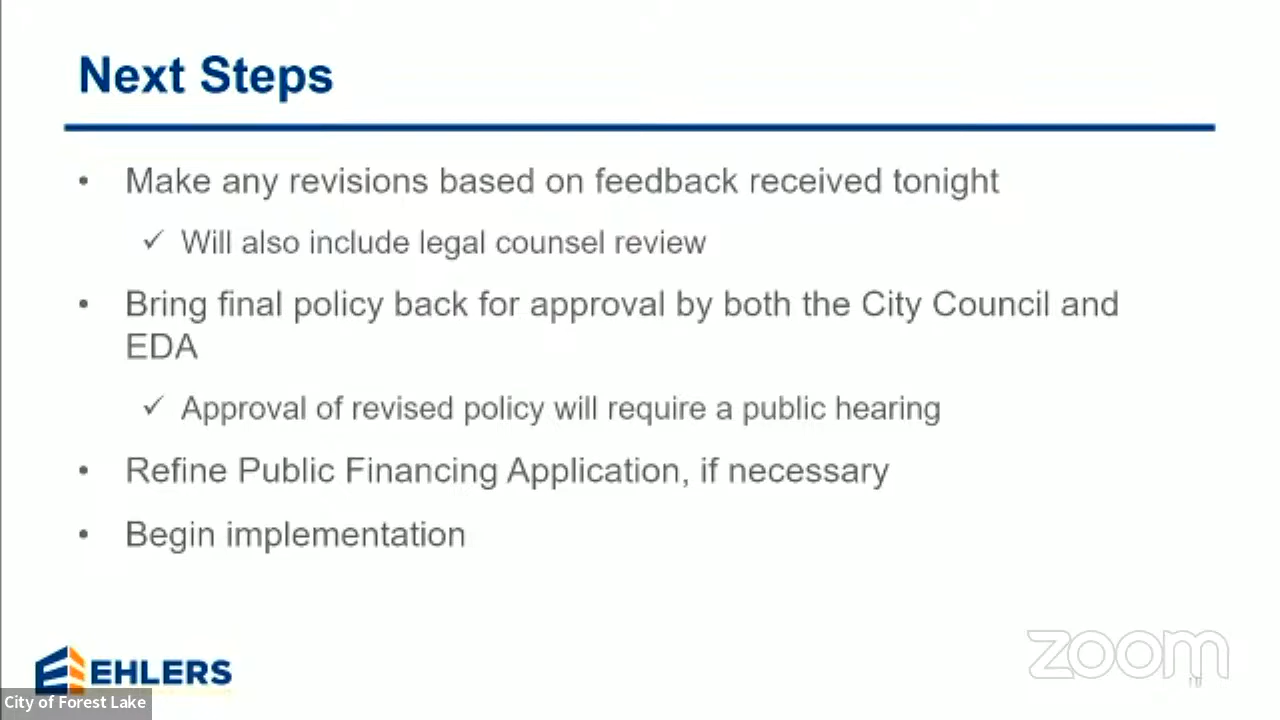 Next Steps
• Make any revisions based on feedback received tonight
✓ Will also include legal counsel review
• Bring final policy back for approval by both the City Council and
EDA
✓ Approval of revised policy will require a public hearing
• Refine Public Financing Application, if necessary
• Begin implementation
EHLERS
zoom
City of Forest Lake